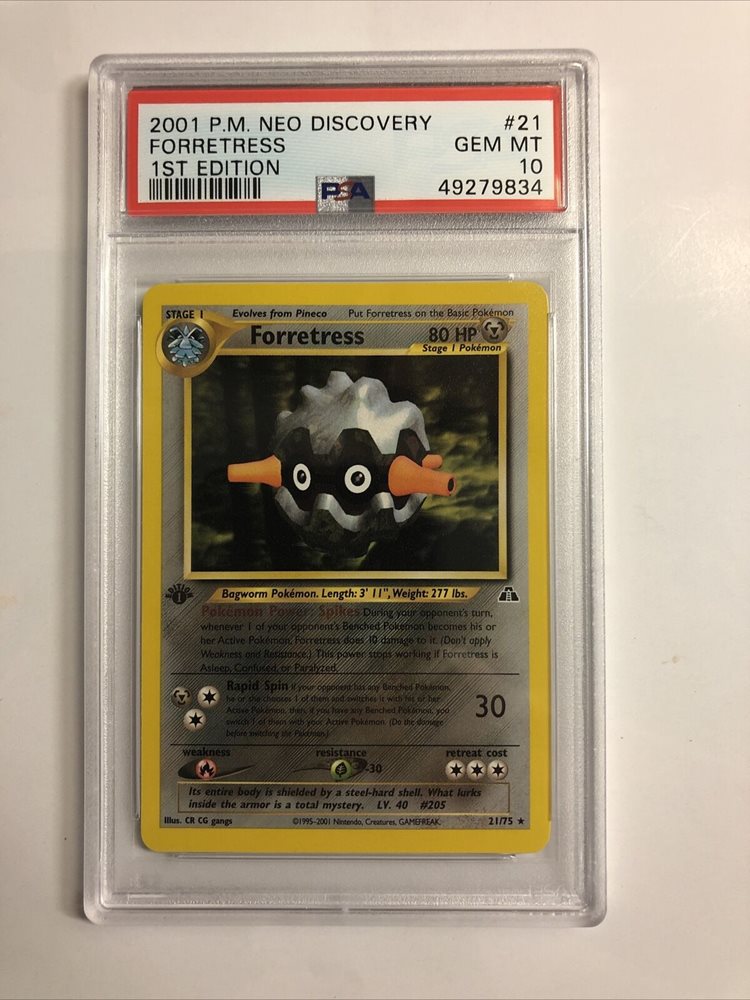 2001 P.M. NEO DISCOVERY #21
FORRETRESS GEM MT
1ST EDITION 10
PSA 49279834
STAGE 1 Evolves from Pineco Put Forretress on the Basic Pokémon
Forretress 80 HP
Stage 1 Pokémon
EDITION 1
Bagworm Pokémon. Length: 3' 11", Weight: 277 lbs.
Pokémon Power: Spikes During your opponent's turn,
whenever 1 of your opponent's Benched Pokémon becomes his or
her Active Pokémon, Forretress does 10 damage to it. (Don't apply
Weakness and Resistance.) This power stops working if Forretress is
Asleep, Confused, or Paralyzed.
Rapid Spin If your opponent has any Benched Pokémon,
he or she chooses 1 of them and switches it with his or her
Active Pokémon, then, if you have any Benched Pokémon, you
switch 1 of them with your Active Pokémon. (Do the damage
before switching the Pokémon.)
30
weakness resistance retreat cost
-30
Its entire body is shielded by a steel-hard shell. What lurks
inside the armor is a total mystery. LV. 40 #205
Illus. CR CG gangs ©1995-2001 Nintendo, Creatures, GAMEFREAK. 21/75 ★